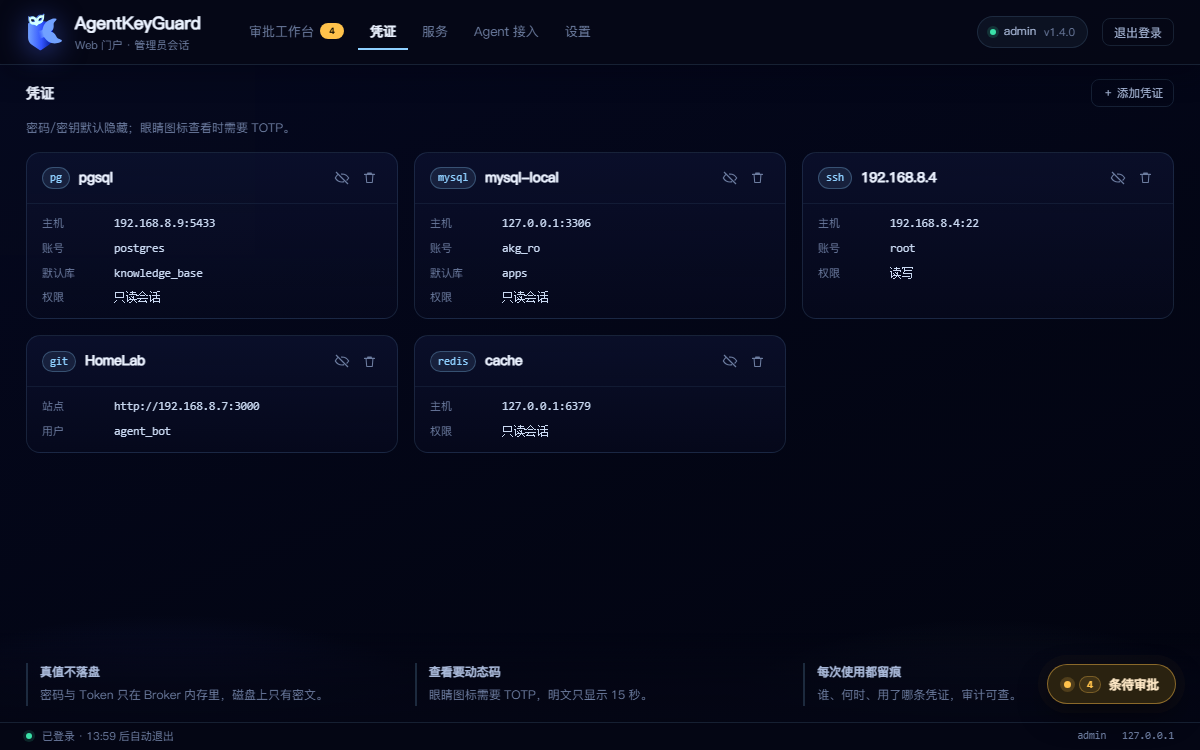 AgentKeyGuard
Web 门户 · 管理员会话
审批工作台 4 凭证 服务 Agent 接入 设置
admin v1.4.0 退出登录
凭证
+ 添加凭证
密码/密钥默认隐藏；眼睛图标查看时需要 TOTP。
pg pgsql
主机 192.168.8.9:5433
账号 postgres
默认库 knowledge_base
权限 只读会话
mysql mysql-local
主机 127.0.0.1:3306
账号 akg_ro
默认库 apps
权限 只读会话
ssh 192.168.8.4
主机 192.168.8.4:22
账号 root
权限 读写
git HomeLab
站点 http://192.168.8.7:3000
用户 agent_bot
redis cache
主机 127.0.0.1:6379
权限 只读会话
真值不落盘
密码与 Token 只在 Broker 内存里，磁盘上只有密文。
查看要动态码
眼睛图标需要 TOTP，明文只显示 15 秒。
每次使用都留痕
谁、何时、用了哪条凭证，审计可查。
4 条待审批
已登录 · 13:59 后自动退出
admin 127.0.0.1